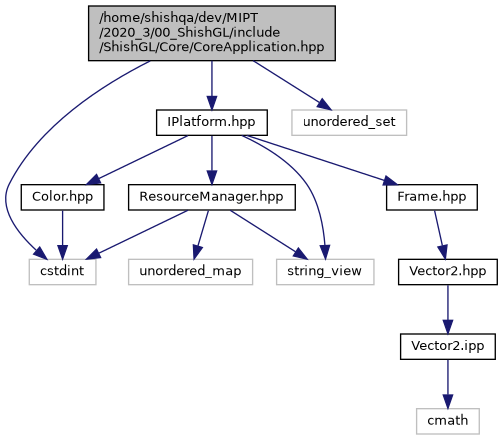 /home/shishqa/dev/MIPT
/2020_3/00_ShishGL/include
/ShishGL/Core/CoreApplication.hpp
IPlatform.hpp
unordered_set
Color.hpp
ResourceManager.hpp
Frame.hpp
cstdint
unordered_map
string_view
Vector2.hpp
Vector2.ipp
cmath